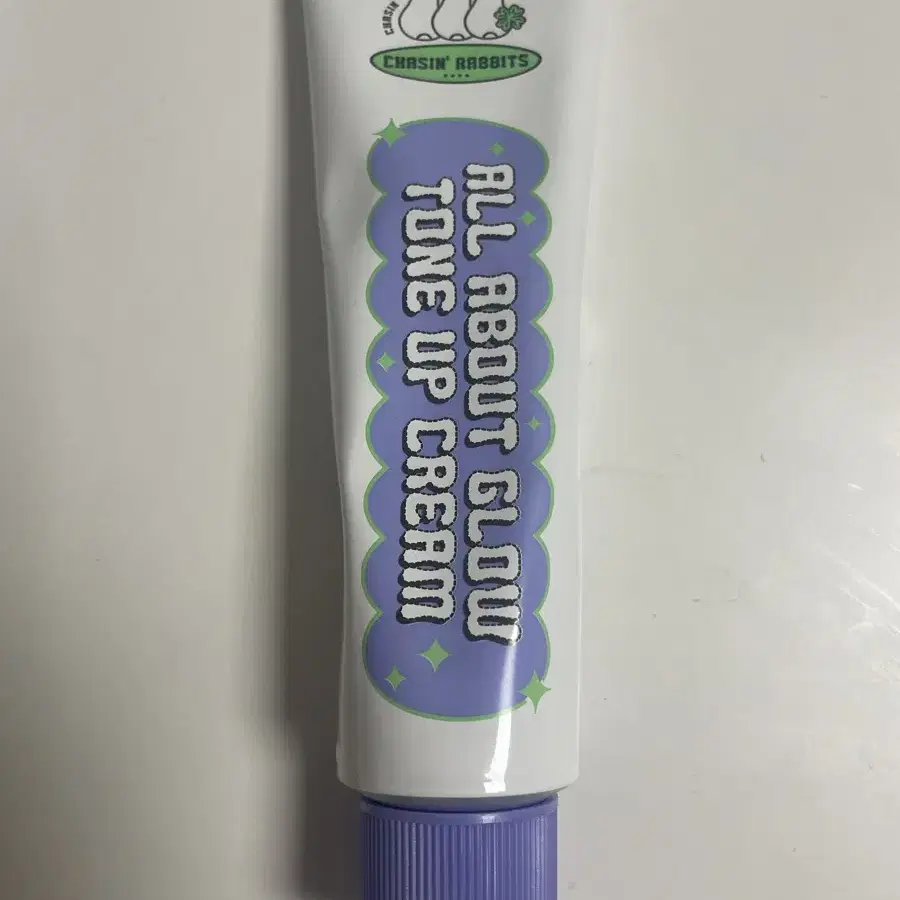 CHASIN
CHASIN' RABBITS
ALL ABOUT GLOW
TONE UP CREAM